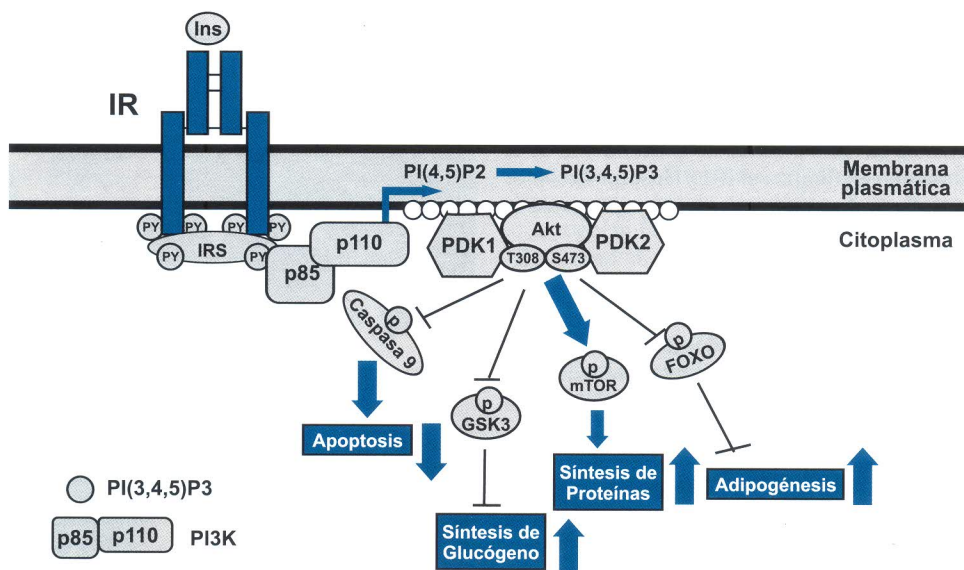 Ins
IR
PI(4,5)P2
PI(3,4,5)P3
Membrana
plasmática
Citoplasma
PY
PY
PY
PY
PY
PY
IRS
p85
p110
PDK1
Akt
PDK2
T308
S473
p
Caspasa 9
p
GSK3
p
mTOR
p
FOXO
Apoptosis
Síntesis de
Glucógeno
Síntesis de
Proteínas
Adipogénesis
PI(3,4,5)P3
p85
p110
PI3K